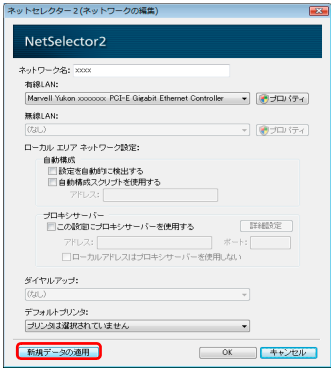 ネットセレクター2(ネットワークの編集)
NetSelector2
ネットワーク名: xxxx
有線LAN:
Marvell Yukon xxxxxxx PCI-E Gigabit Ethernet Controller
プロパティ
無線LAN:
(なし)
プロパティ
ローカル エリア ネットワーク設定:
自動構成
設定を自動的に検出する
自動構成スクリプトを使用する
アドレス:
プロキシサーバー
この設定にプロキシサーバーを使用する
詳細設定
アドレス:
ポート:
ローカルアドレスはプロキシサーバーを使用しない
ダイヤルアップ:
(なし)
デフォルトプリンタ:
プリンタは選択されていません
新規データの適用
OK
キャンセル